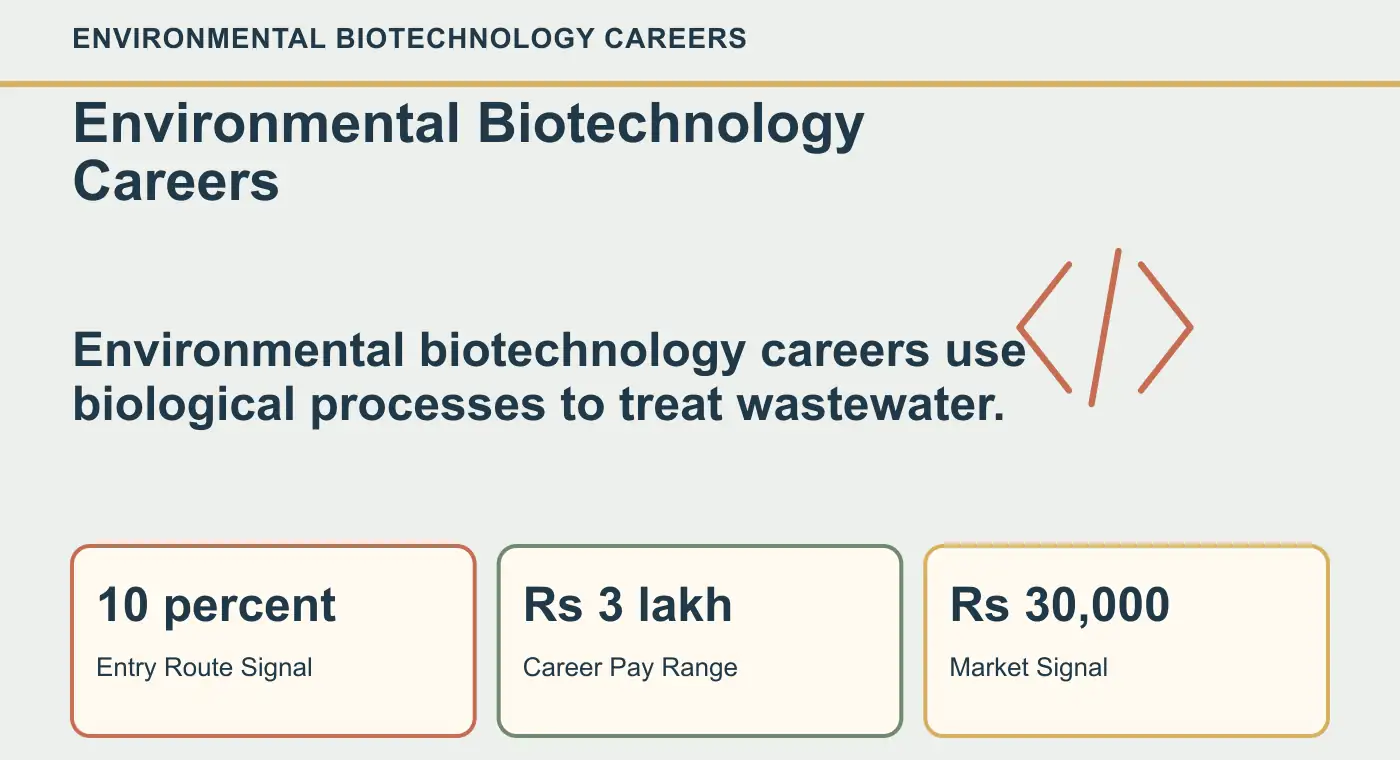 ENVIRONMENTAL BIOTECHNOLOGY CAREERS
Environmental Biotechnology
Careers
Environmental biotechnology careers use
biological processes to treat wastewater.
10 percent
Entry Route Signal
Rs 3 lakh
Career Pay Range
Rs 30,000
Market Signal